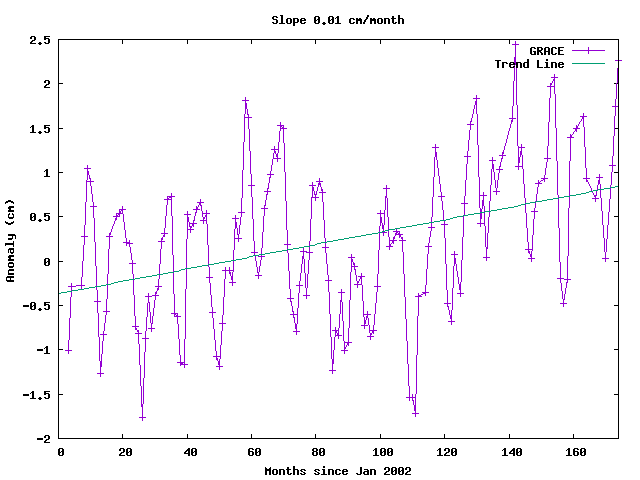 Slope 0.01 cm/month
GRACE
Trend Line
Anomaly (cm)
2.5
2
1.5
1
0.5
0
-0.5
-1
-1.5
-2
0 20 40 60 80 100 120 140 160
Months since Jan 2002